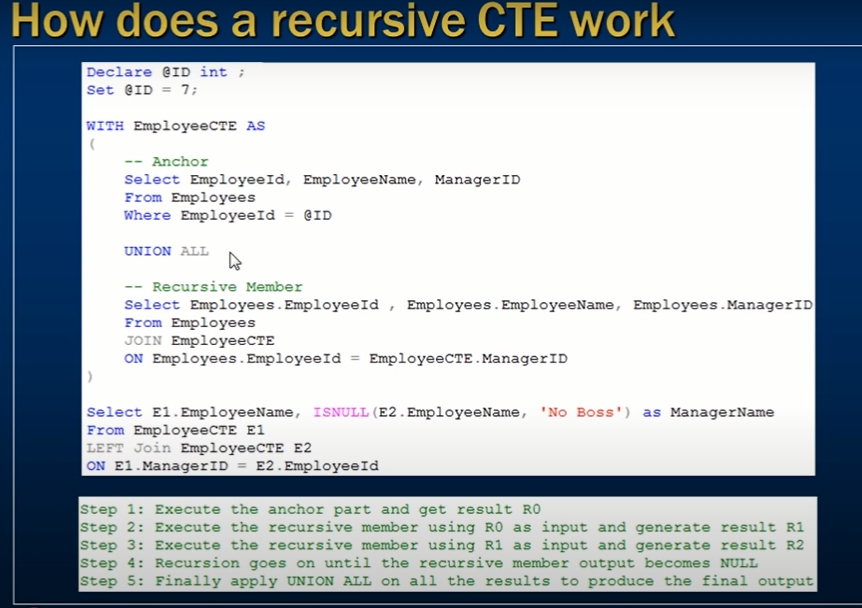 How does a recursive CTE work
Declare @ID int ;
Set @ID = 7;
WITH EmployeeCTE AS
(
-- Anchor
Select EmployeeId, EmployeeName, ManagerID
From Employees
Where EmployeeId = @ID
UNION ALL
-- Recursive Member
Select Employees.EmployeeId , Employees.EmployeeName, Employees.ManagerID
From Employees
JOIN EmployeeCTE
ON Employees.EmployeeId = EmployeeCTE.ManagerID
)
Select E1.EmployeeName, ISNULL(E2.EmployeeName, 'No Boss') as ManagerName
From EmployeeCTE E1
LEFT Join EmployeeCTE E2
ON E1.ManagerID = E2.EmployeeId
Step 1: Execute the anchor part and get result R0
Step 2: Execute the recursive member using R0 as input and generate result R1
Step 3: Execute the recursive member using R1 as input and generate result R2
Step 4: Recursion goes on until the recursive member output becomes NULL
Step 5: Finally apply UNION ALL on all the results to produce the final output